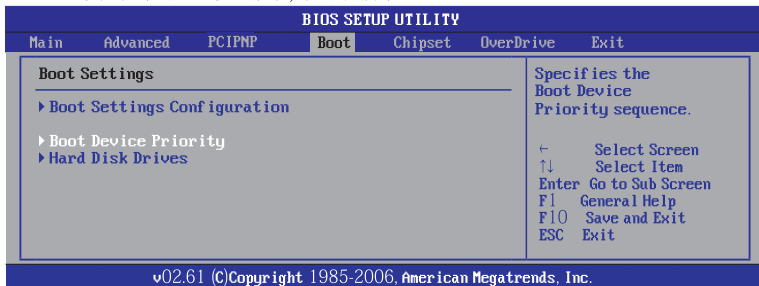 BIOS SETUP UTILITY
Main Advanced PCIPNP Boot Chipset OverDrive Exit
Boot Settings
Boot Settings Configuration
Boot Device Priority
Hard Disk Drives
Specifies the
Boot Device
Priority sequence.
← Select Screen
↑↓ Select Item
Enter Go to Sub Screen
F1 General Help
F10 Save and Exit
ESC Exit
v02.61 (C)Copyright 1985-2006, American Megatrends, Inc.